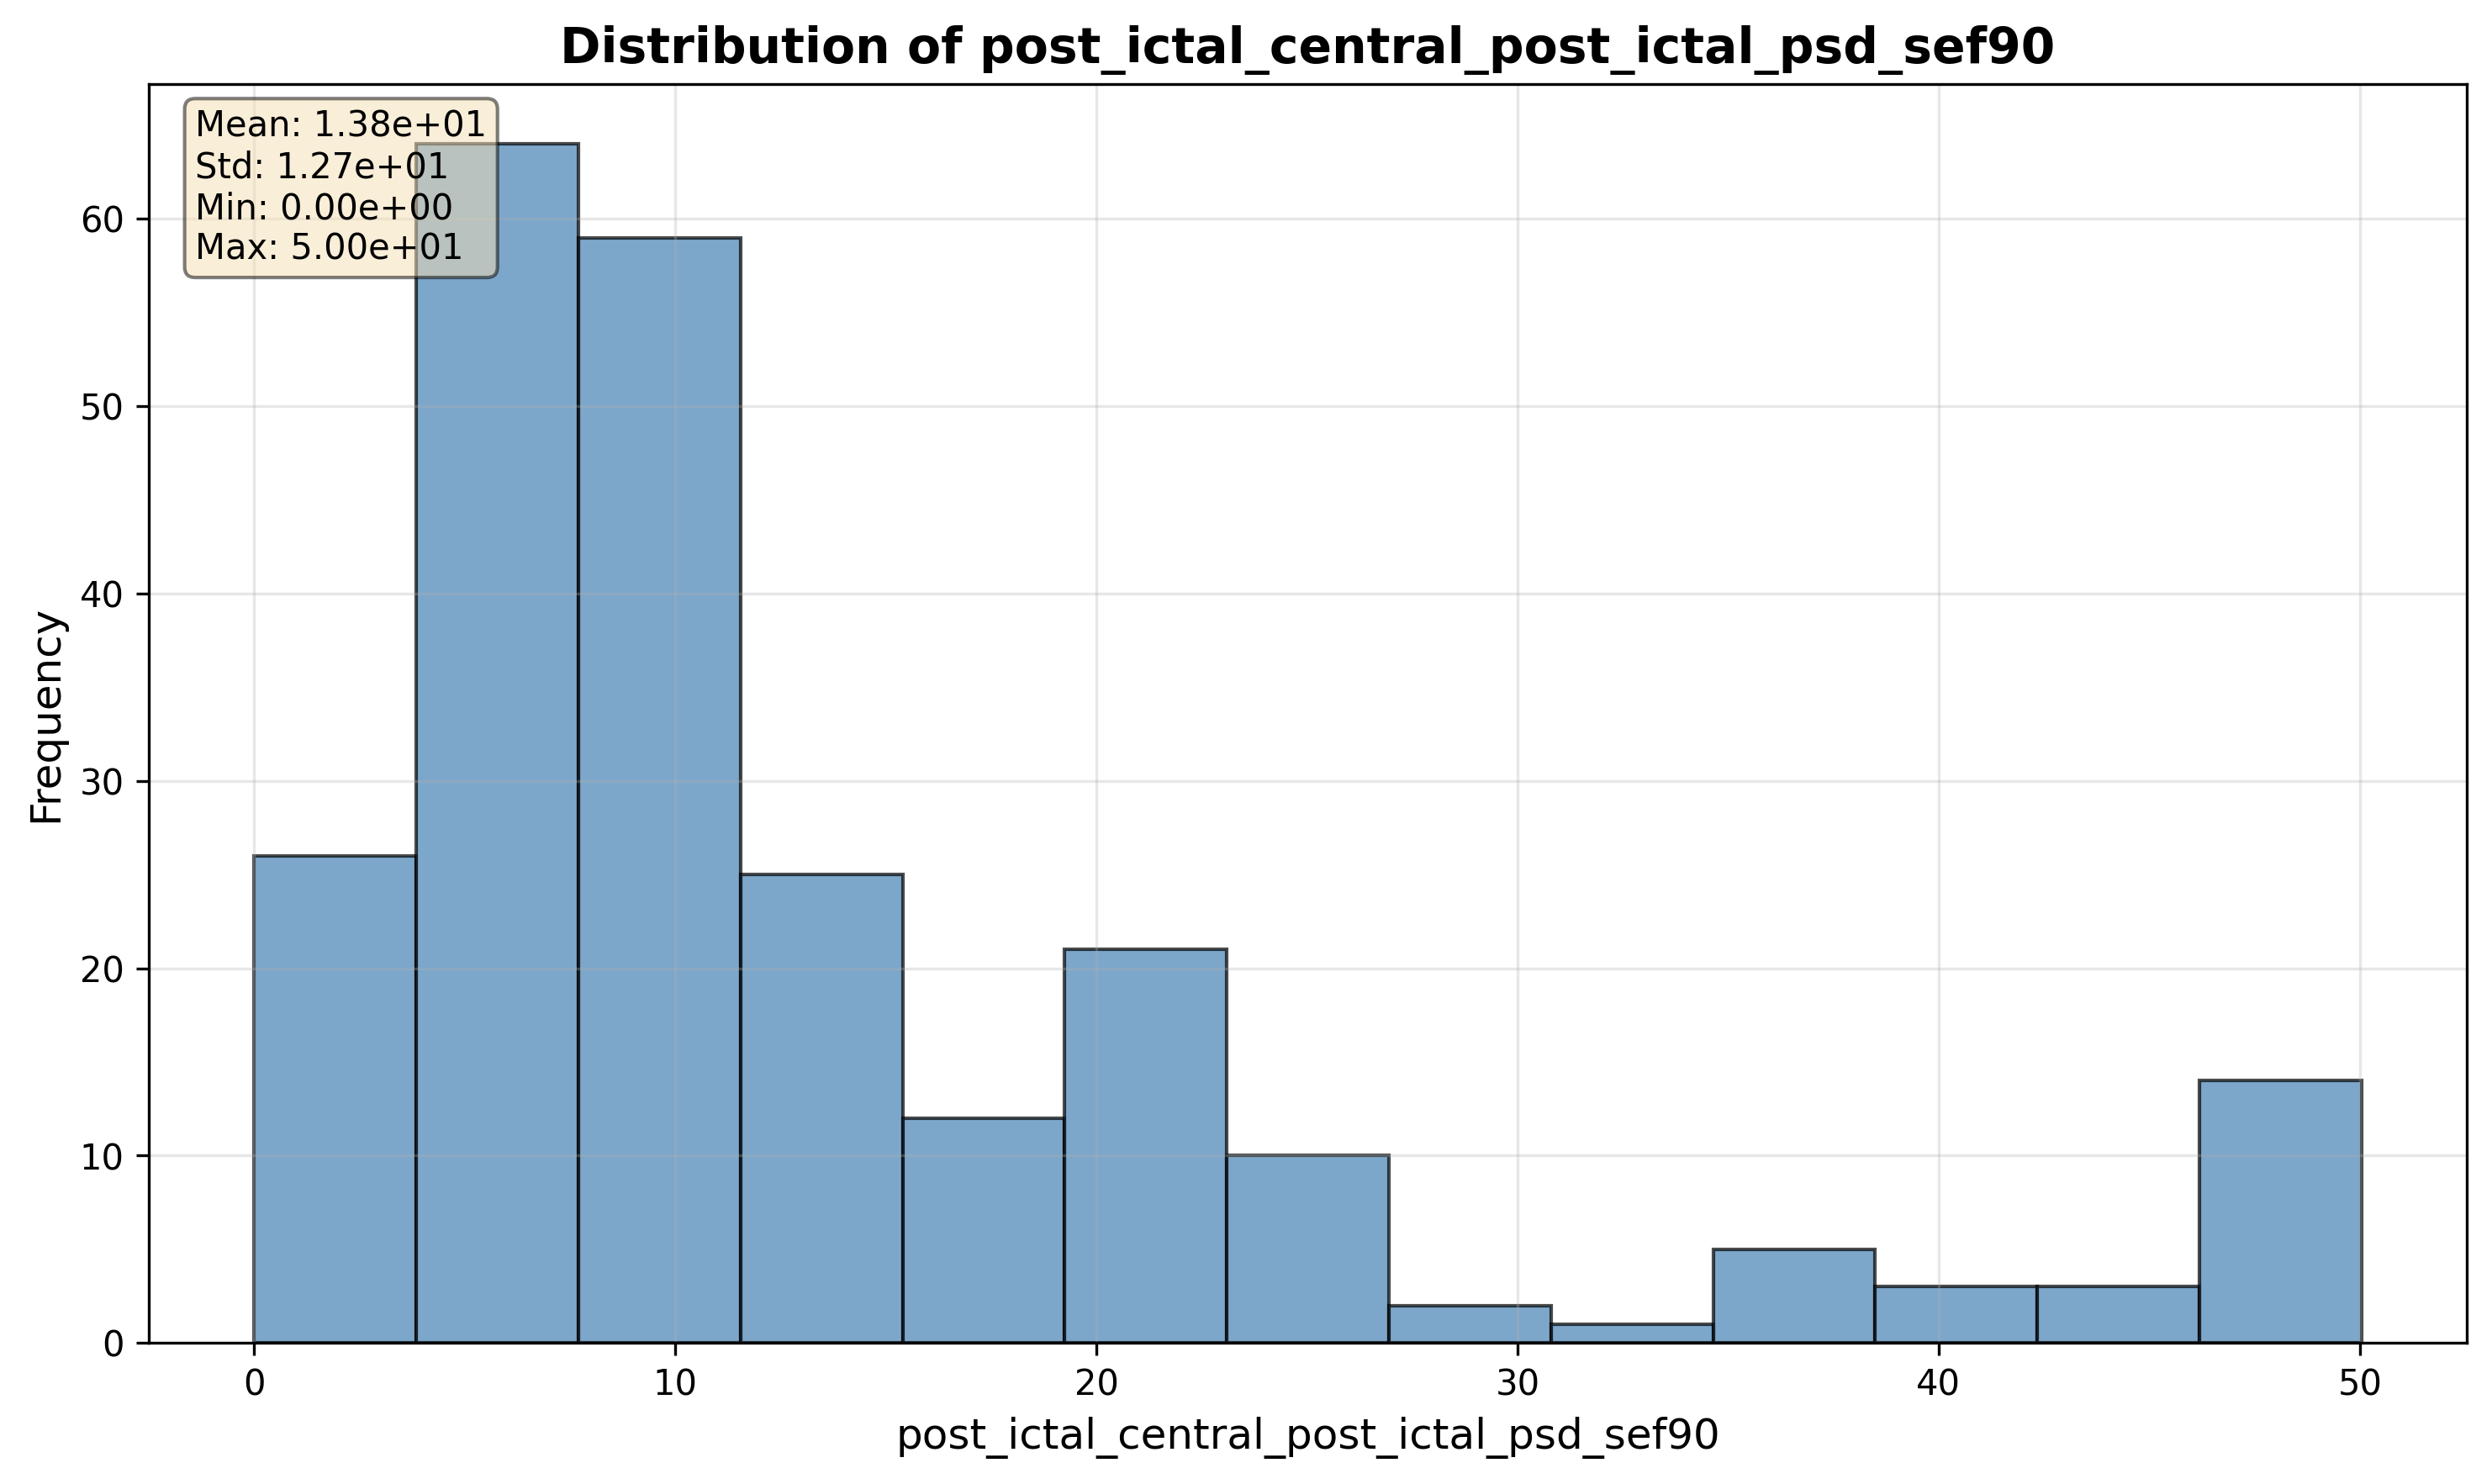 Distribution of post_ictal_central_post_ictal_psd_sef90
Mean: 1.38e+01
Std: 1.27e+01
Min: 0.00e+00
Max: 5.00e+01
Frequency
60
50
40
30
20
10
0
0 10 20 30 40 50
post_ictal_central_post_ictal_psd_sef90